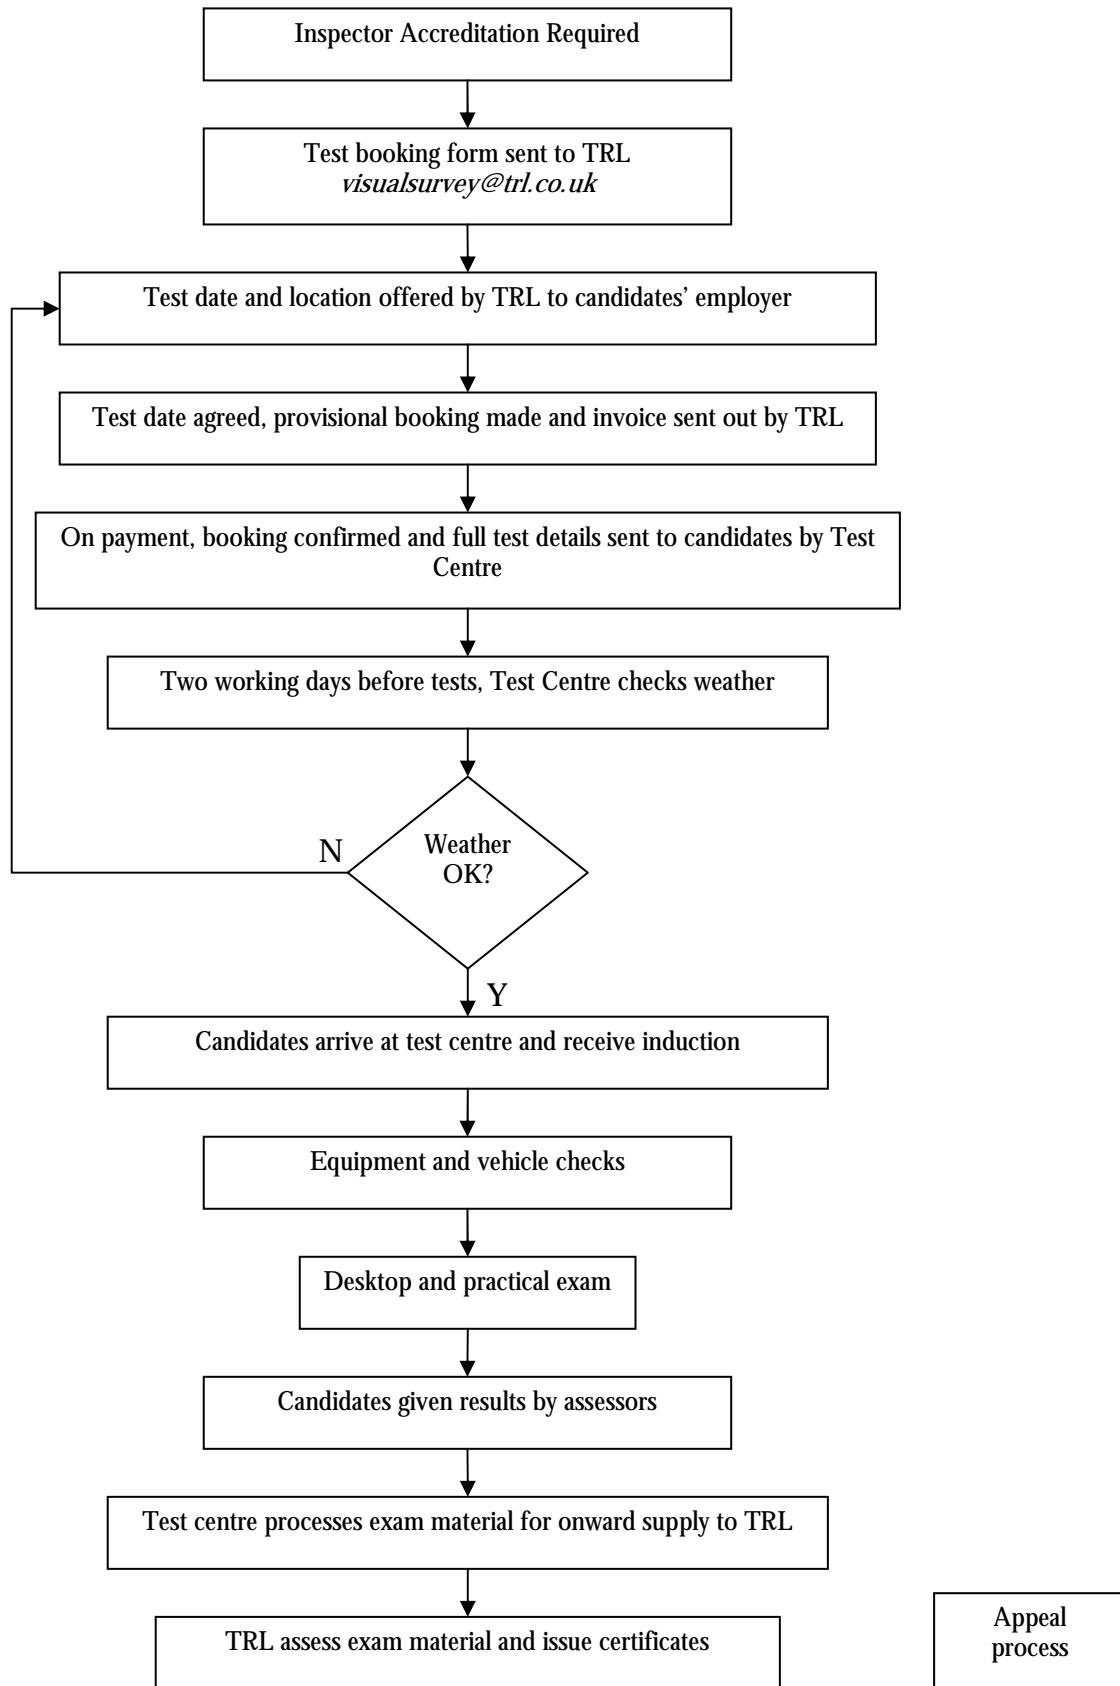 Inspector Accreditation Required
Test booking form sent to TRL
visualsurvey@trl.co.uk
Test date and location offered by TRL to candidates’ employer
Test date agreed, provisional booking made and invoice sent out by TRL
On payment, booking confirmed and full test details sent to candidates by Test
Centre
Two working days before tests, Test Centre checks weather
Weather
OK?
N
Y
Candidates arrive at test centre and receive induction
Equipment and vehicle checks
Desktop and practical exam
Candidates given results by assessors
Test centre processes exam material for onward supply to TRL
TRL assess exam material and issue certificates
Appeal
process